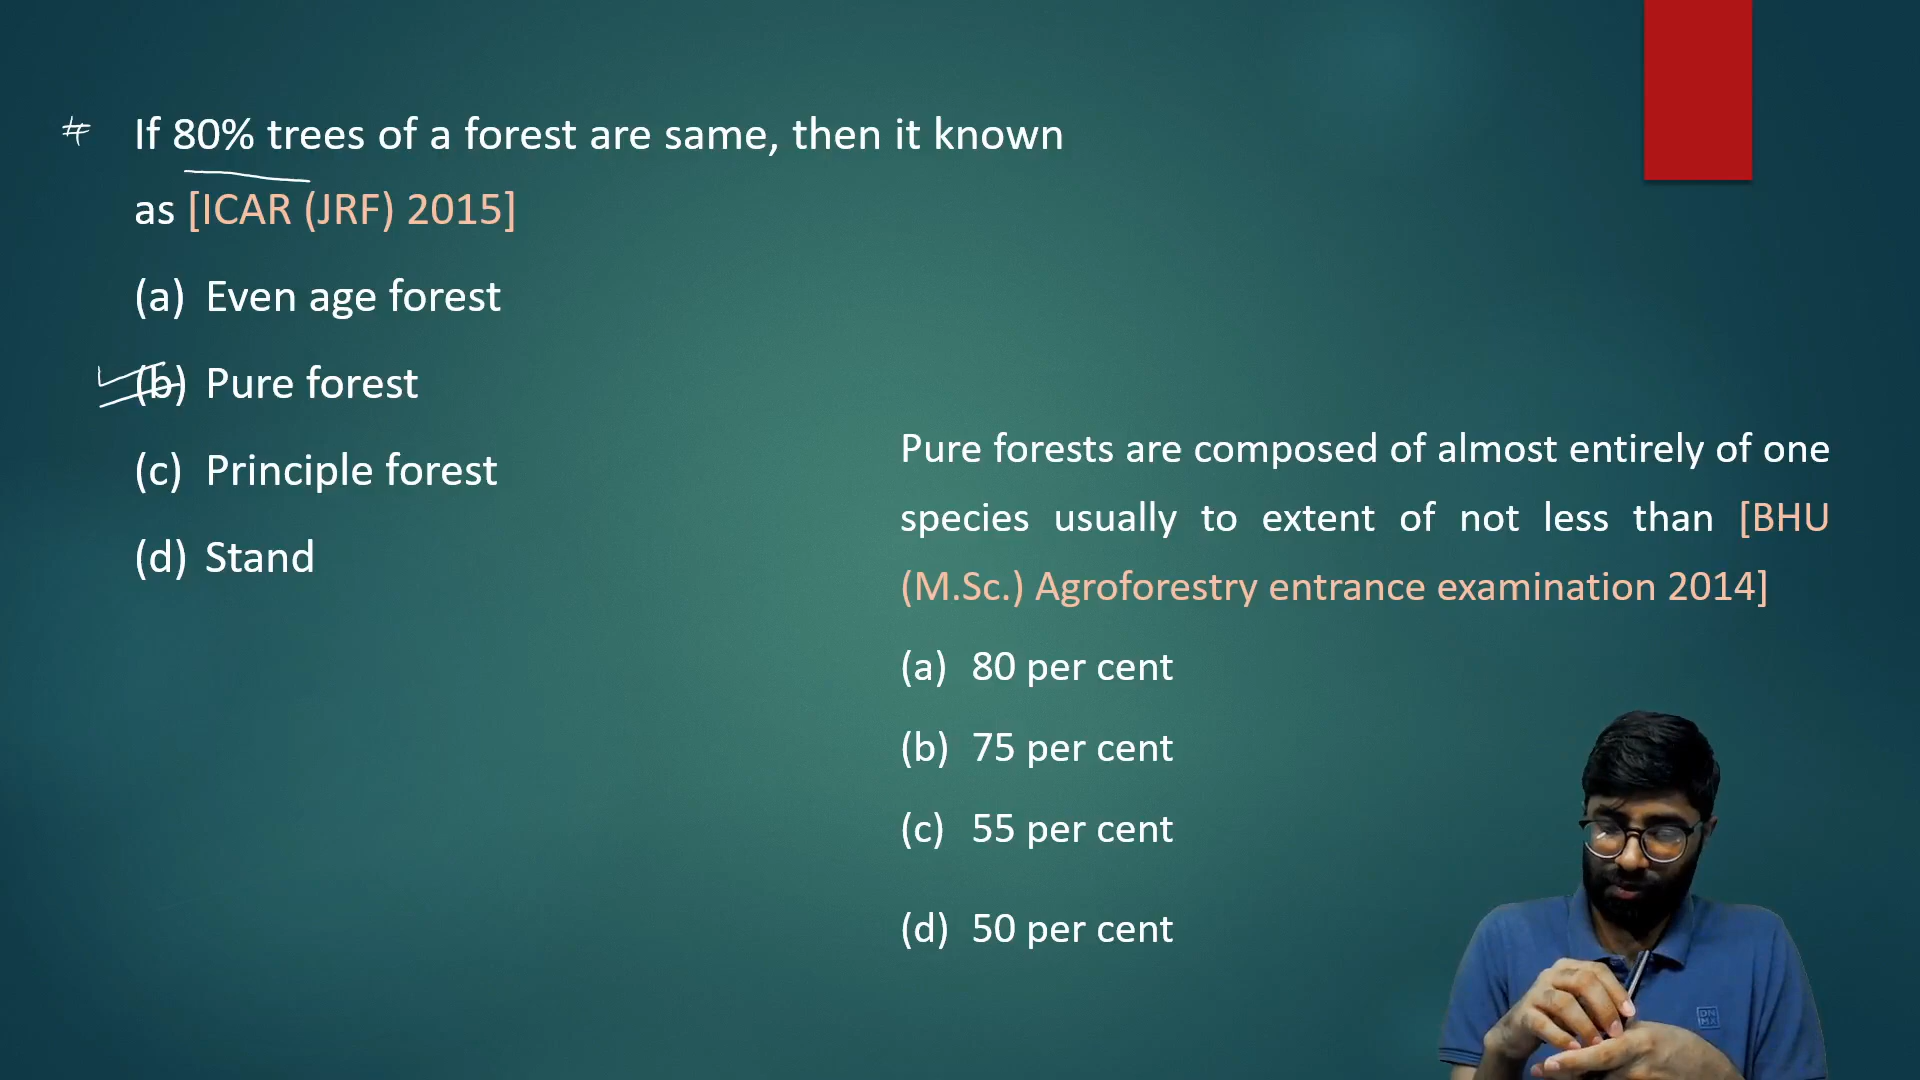 # If 80% trees of a forest are same, then it known
as [ICAR (JRF) 2015]
(a) Even age forest
(b) Pure forest
(c) Principle forest
(d) Stand
Pure forests are composed of almost entirely of one
species usually to extent of not less than [BHU
(M.Sc.) Agroforestry entrance examination 2014]
(a) 80 per cent
(b) 75 per cent
(c) 55 per cent
(d) 50 per cent
DN
MX